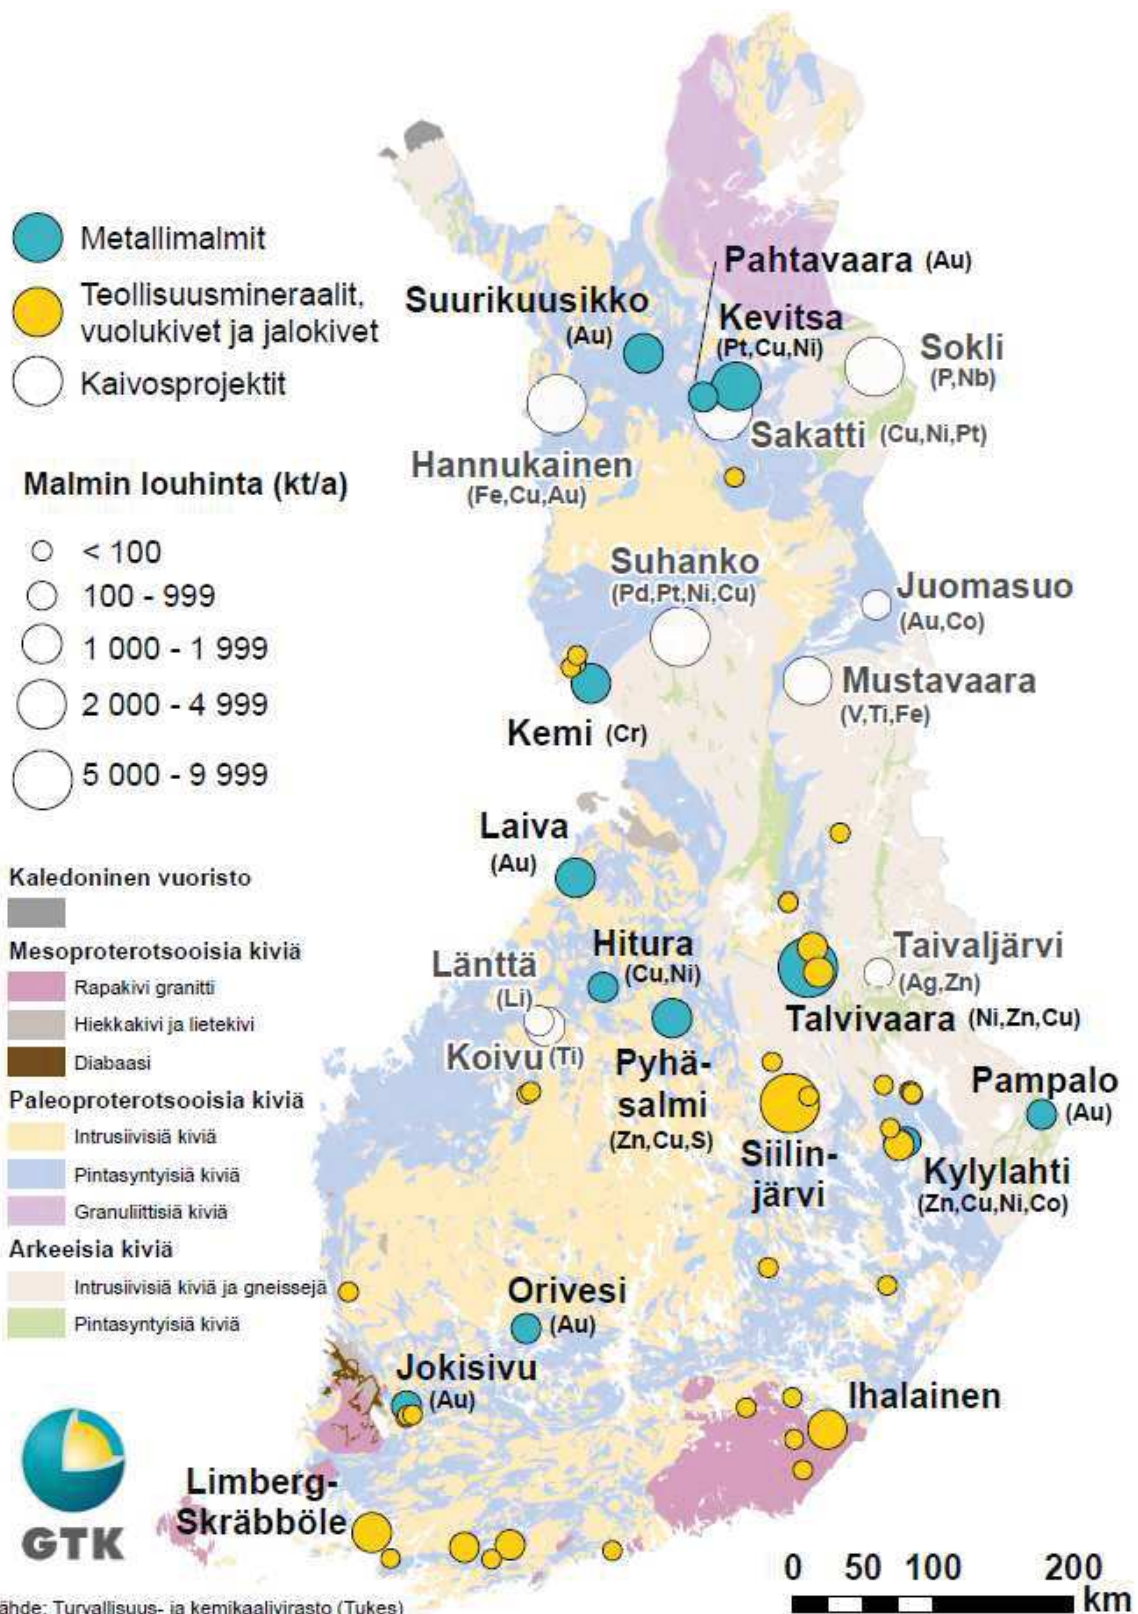 Metallimalmit
Teollisuusmineraalit,
vuolukivet ja jalokivet
Kaivosprojektit
Malmin louhinta (kt/a)
< 100
100 - 999
1 000 - 1 999
2 000 - 4 999
5 000 - 9 999
Kaledoninen vuoristo
Mesoproterotsooisia kiviä
Rapakivi granitti
Hiekkakivi ja lietekivi
Diabaasi
Paleoproterotsooisia kiviä
Intrusiivisiä kiviä
Pintasyntyisiä kiviä
Granuliittisiä kiviä
Arkeeisia kiviä
Intrusiivisiä kiviä ja gneissejä
Pintasyntyisiä kiviä
GTK
Pahtavaara (Au)
Suurikuusikko
(Au)
Kevitsa
(Pt,Cu,Ni)
Sokli
(P,Nb)
Sakatti (Cu,Ni,Pt)
Hannukainen
(Fe,Cu,Au)
Suhanko
(Pd,Pt,Ni,Cu)
Juomasuo
(Au,Co)
Mustavaara
(V,Ti,Fe)
Kemi (Cr)
Laiva
(Au)
Hitura
(Cu,Ni)
Länttä
(Li)
Koivu (Ti)
Taivaljärvi
(Ag,Zn)
Talvivaara (Ni,Zn,Cu)
Pyhä-
salmi
(Zn,Cu,S)
Pampalo
(Au)
Siilin-
järvi
Kylylahti
(Zn,Cu,Ni,Co)
Orivesi
(Au)
Jokisivu
(Au)
Ihalainen
Limberg-
Skräbböle
0 50 100 200
km
ähde: Turvallisuus- ja kemikaalivirasto (Tukes)